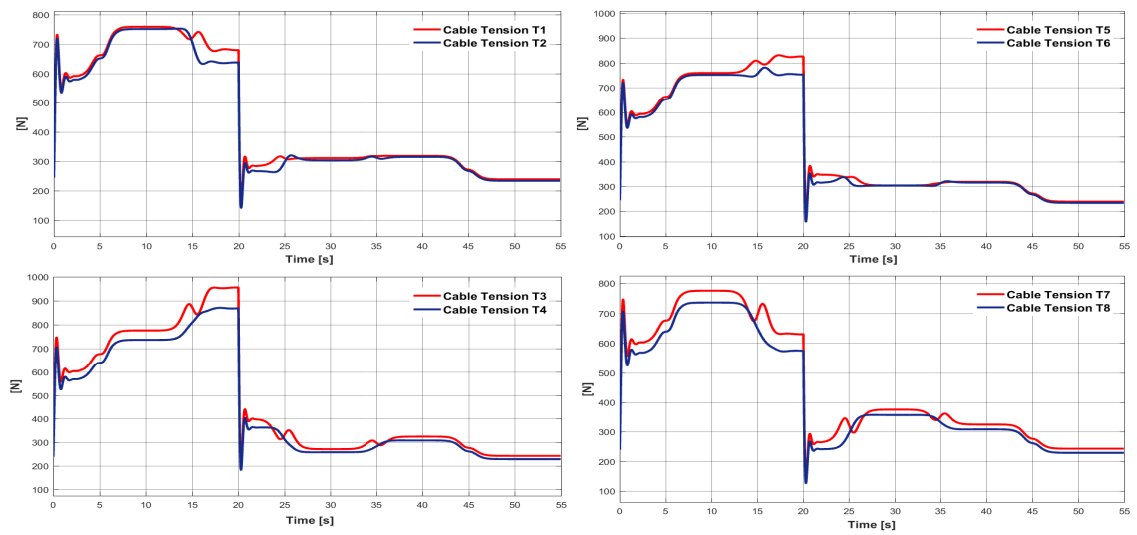 800
700
600
500
400
300
200
100
[N]
0 5 10 15 20 25 30 35 40 45 50 55
Time [s]
Cable Tension T1
Cable Tension T2
1000
900
800
700
600
500
400
300
200
100
[N]
0 5 10 15 20 25 30 35 40 45 50 55
Time [s]
Cable Tension T5
Cable Tension T6
1000
900
800
700
600
500
400
300
200
100
[N]
0 5 10 15 20 25 30 35 40 45 50 55
Time [s]
Cable Tension T3
Cable Tension T4
800
700
600
500
400
300
200
100
[N]
0 5 10 15 20 25 30 35 40 45 50 55
Time [s]
Cable Tension T7
Cable Tension T8